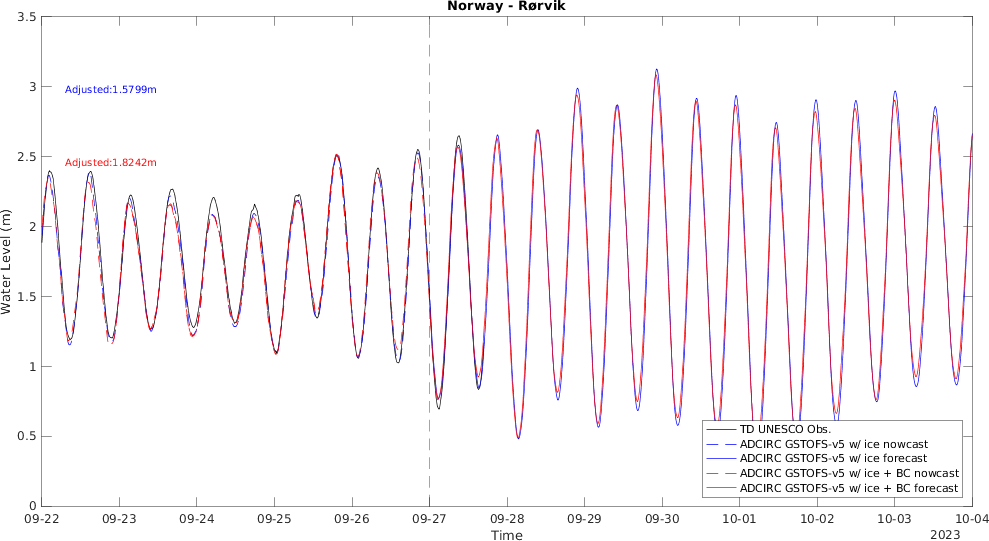 Norway - Rørvik
3.5
3
2.5
2
1.5
1
0.5
0
Water Level (m)
Adjusted:1.5799m
Adjusted:1.8242m
TD UNESCO Obs.
ADCIRC GSTOFS-v5 w/ ice nowcast
ADCIRC GSTOFS-v5 w/ ice forecast
ADCIRC GSTOFS-v5 w/ ice + BC nowcast
ADCIRC GSTOFS-v5 w/ ice + BC forecast
09-22 09-23 09-24 09-25 09-26 09-27 09-28 09-29 09-30 10-01 10-02 10-03 10-04
Time
2023